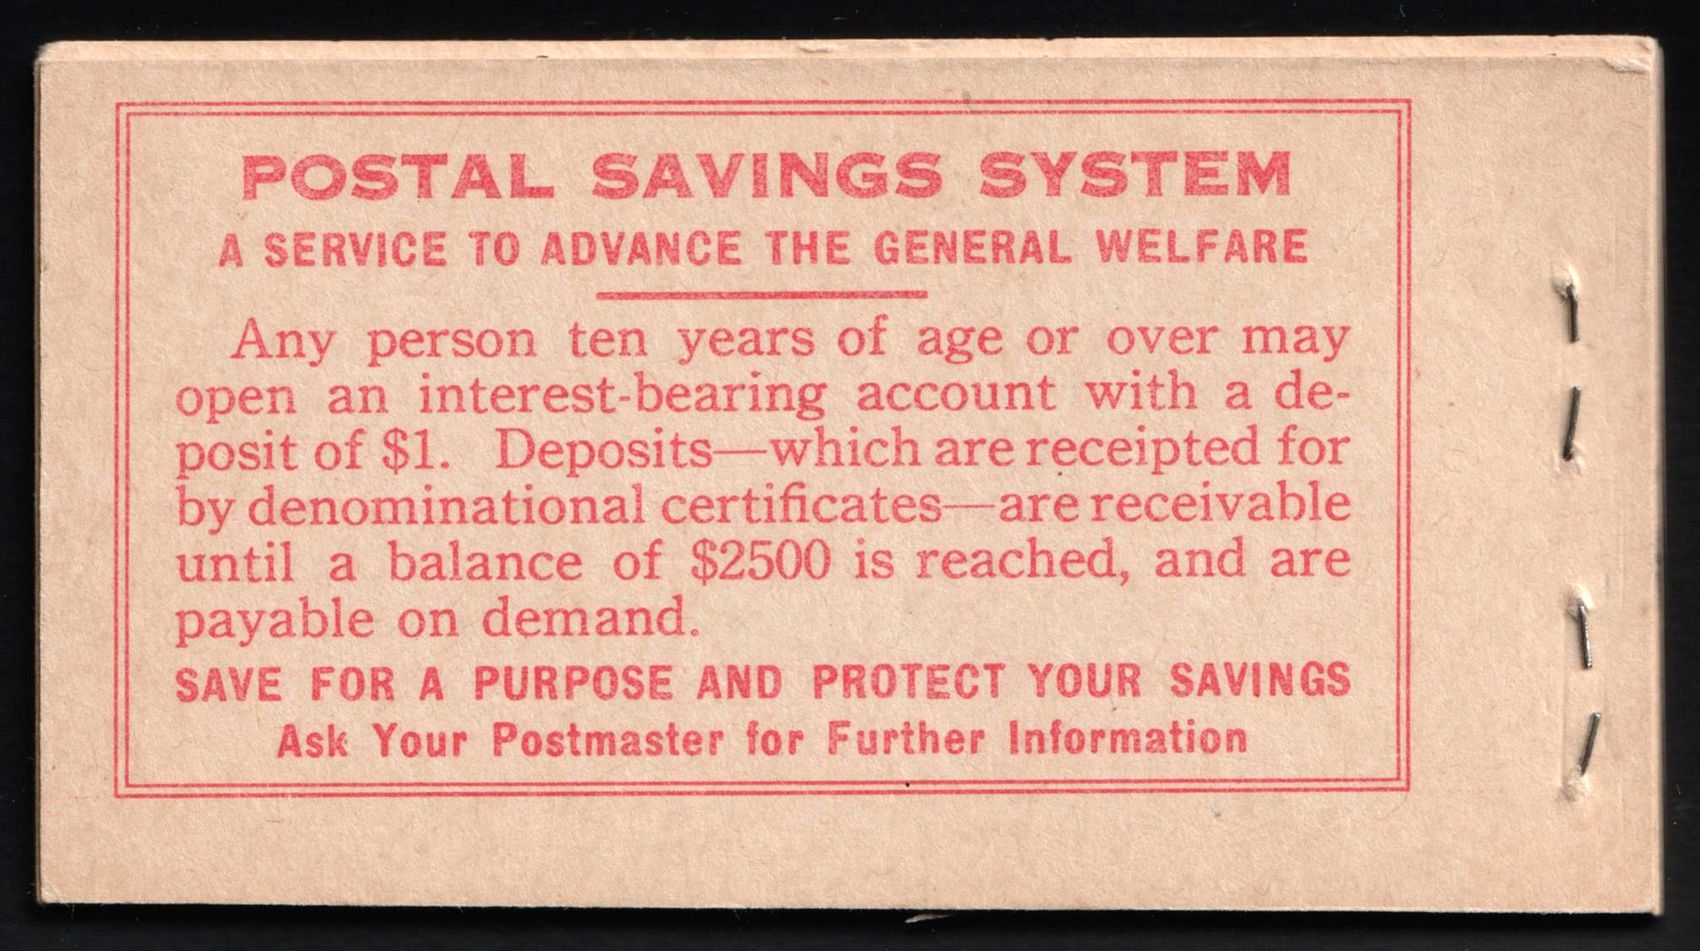 POSTAL SAVINGS SYSTEM
A SERVICE TO ADVANCE THE GENERAL WELFARE
Any person ten years of age or over may
open an interest-bearing account with a de-
posit of $1. Deposits—which are receipted for
by denominational certificates—are receivable
until a balance of $2500 is reached, and are
payable on demand.
SAVE FOR A PURPOSE AND PROTECT YOUR SAVINGS
Ask Your Postmaster for Further Information